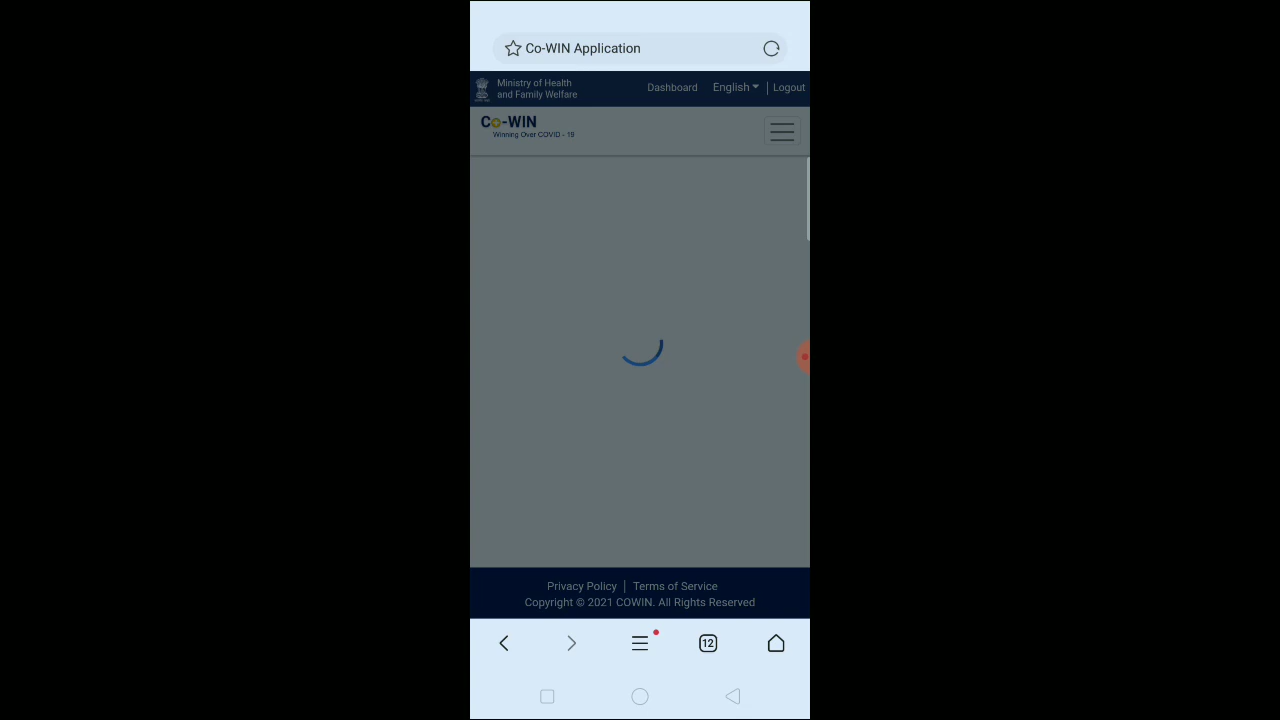 Co-WIN Application
Ministry of Health
and Family Welfare
Dashboard English Logout
Co-WIN
Winning Over COVID - 19
Privacy Policy | Terms of Service
Copyright © 2021 COWIN. All Rights Reserved
12